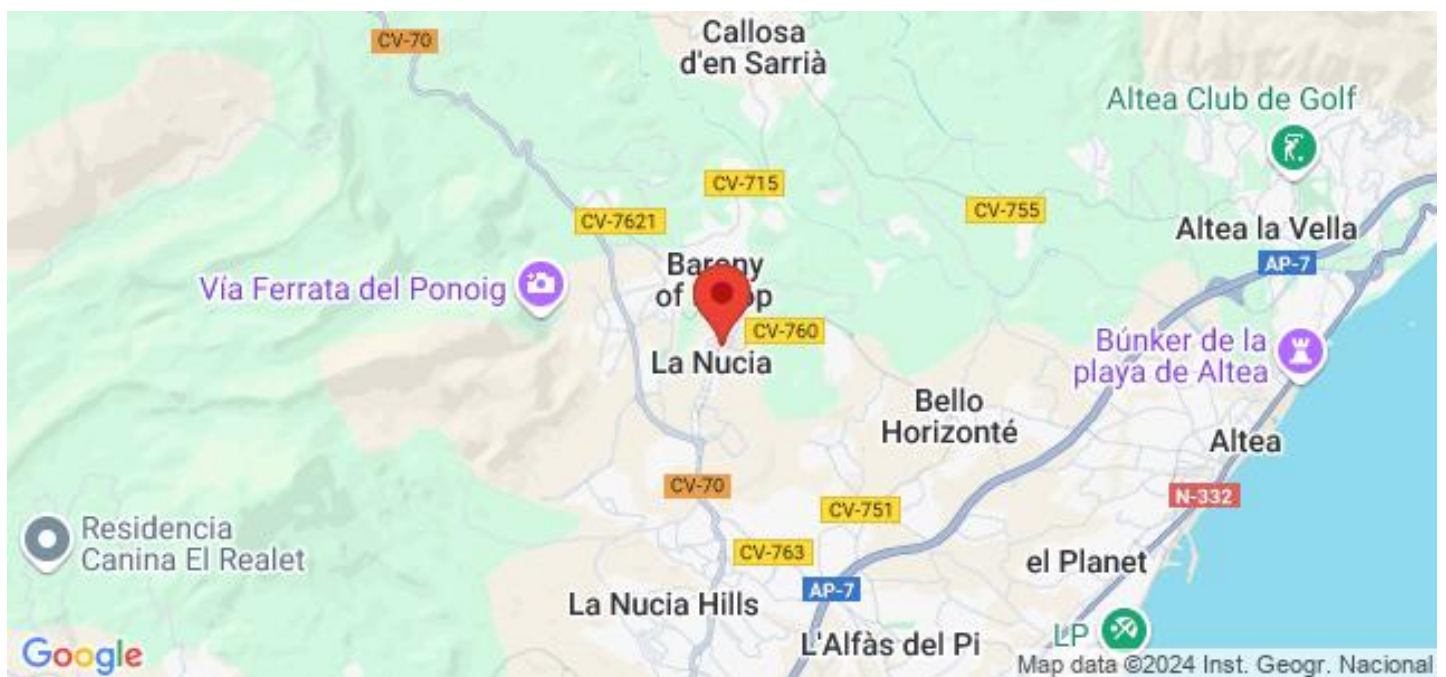 CV-70
Callosa
d'en Sarrià
Altea Club de Golf
CV-715
CV-755
CV-7621
Altea la Vella
AP-7
Barony
Vía Ferrata del Ponoig
of
CV-760
La Nucia
Búnker de la
playa de Altea
Bello
Horizonté
Altea
CV-70
N-332
CV-751
Residencia
Canina El Realet
CV-763
el Planet
AP-7
La Nucia Hills
L'Alfàs del Pi
LP
Google
Map data ©2024 Inst. Geogr. Nacional